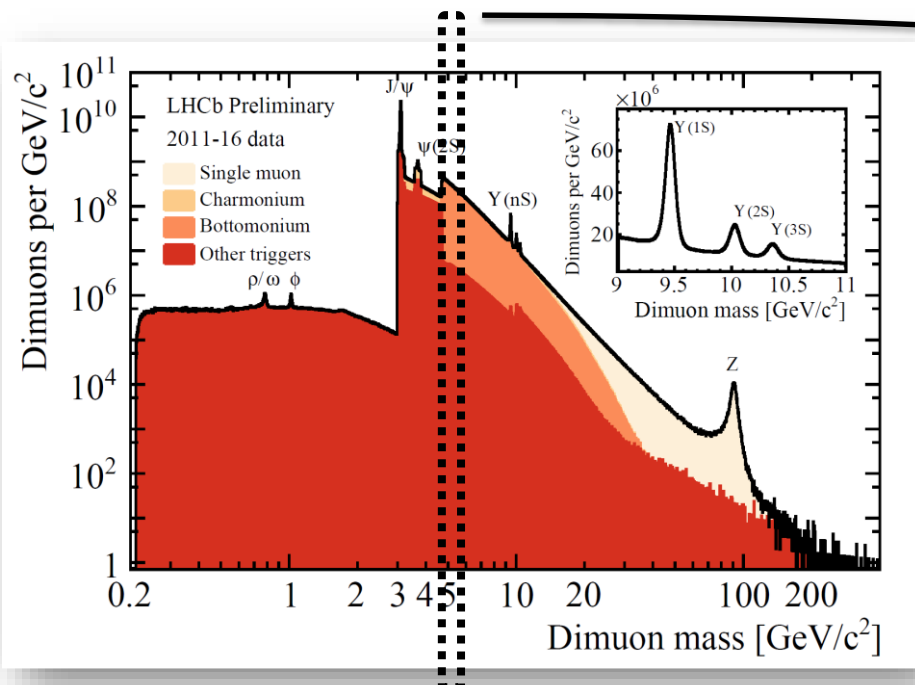 10¹¹
10¹⁰
10⁸
10⁶
10⁴
10²
1
Dimuons per GeV/c²
LHCb Preliminary
2011-16 data
Single muon
Charmonium
Bottomonium
Other triggers
ρ/ω ϕ
J/ψ
ψ(2S)
Υ(nS)
Z
×10⁶
60
40
20
Dimuons per GeV/c²
Υ(1S)
Υ(2S)
Υ(3S)
9 9.5 10 10.5 11
Dimuon mass [GeV/c²]
0.2 1 2 3 4 5 10 20 100 200
Dimuon mass [GeV/c²]